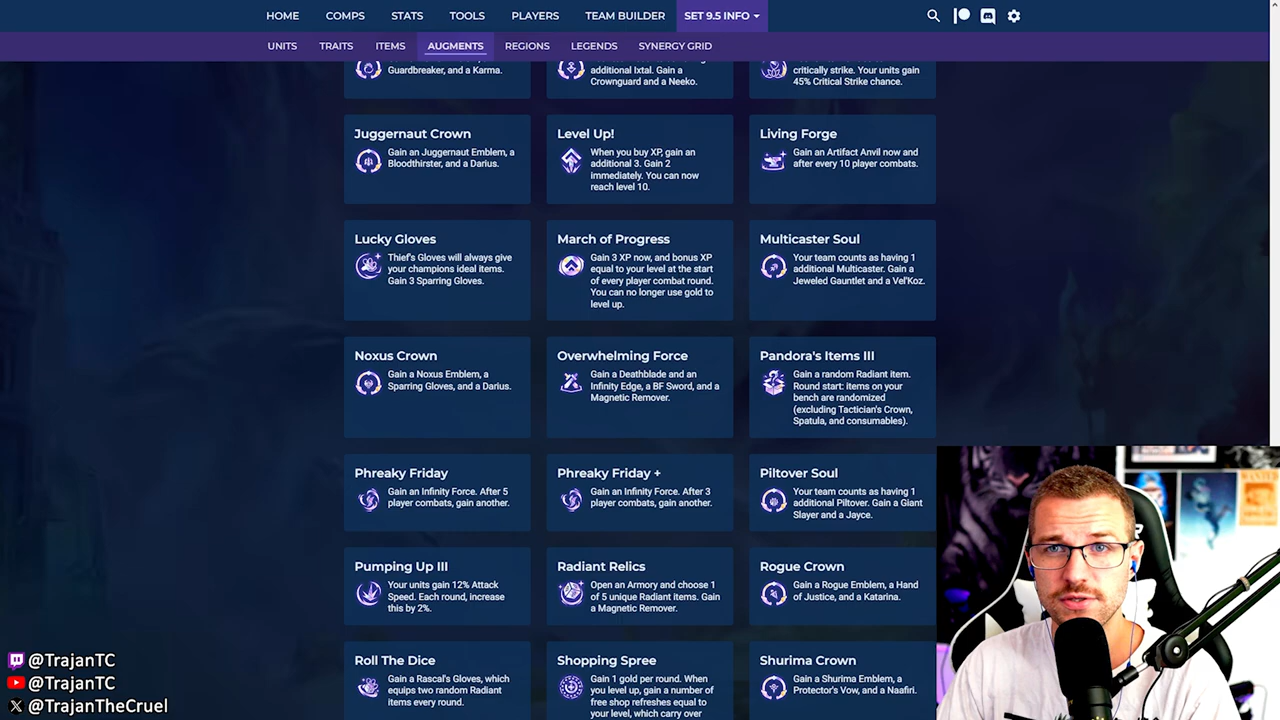 HOME
COMPS
STATS
TOOLS
PLAYERS
TEAM BUILDER
SET 9.5 INFO
UNITS
TRAITS
ITEMS
AUGMENTS
REGIONS
LEGENDS
SYNERGY GRID
Guardbreaker, and a Karma.
additional Ixtal. Gain a
Crownguard and a Neeko.
critically strike. Your units gain
45% Critical Strike chance.
Juggernaut Crown
Gain an Juggernaut Emblem, a
Bloodthirster, and a Darius.
Level Up!
When you buy XP, gain an
additional 3. Gain 2
immediately. You can now
reach level 10.
Living Forge
Gain an Artifact Anvil now and
after every 10 player combats.
Lucky Gloves
Thief's Gloves will always give
your champions ideal items.
Gain 3 Sparring Gloves.
March of Progress
Gain 3 XP now, and bonus XP
equal to your level at the start
of every player combat round.
You can no longer use gold to
level up.
Multicaster Soul
Your team counts as having 1
additional Multicaster. Gain a
Jeweled Gauntlet and a Vel'Koz.
Noxus Crown
Gain a Noxus Emblem, a
Sparring Gloves, and a Darius.
Overwhelming Force
Gain a Deathblade and an
Infinity Edge, a BF Sword, and a
Magnetic Remover.
Pandora's Items III
Gain a random Radiant item.
Round start: items on your
bench are randomized
(excluding Tactician's Crown,
Spatula, and consumables).
Phreaky Friday
Gain an Infinity Force. After 5
player combats, gain another.
Phreaky Friday +
Gain an Infinity Force. After 3
player combats, gain another.
Piltover Soul
Your team counts as having 1
additional Piltover. Gain a Giant
Slayer and a Jayce.
Pumping Up III
Your units gain 12% Attack
Speed. Each round, increase
this by 2%.
Radiant Relics
Open an Armory and choose 1
of 5 unique Radiant items. Gain
a Magnetic Remover.
Rogue Crown
Gain a Rogue Emblem, a Hand
of Justice, and a Katarina.
Roll The Dice
Gain a Rascal's Gloves, which
equips two random Radiant
items every round.
Shopping Spree
Gain 1 gold per round. When
you level up, gain a number of
free shop refreshes equal to
your level, which carry over
Shurima Crown
Gain a Shurima Emblem, a
Protector's Vow, and a Naafiri.
@TrajanTC
@TrajanTC
@TrajanTheCruel